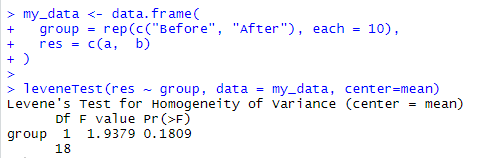 > my_data <- data.frame(
+   group = rep(c("Before", "After"), each = 10),
+   res = c(a,  b)
+ )
>
> leveneTest(res ~ group, data = my_data, center=mean)
Levene's Test for Homogeneity of Variance (center = mean)
      Df F value Pr(>F)
group  1  1.9379 0.1809
      18